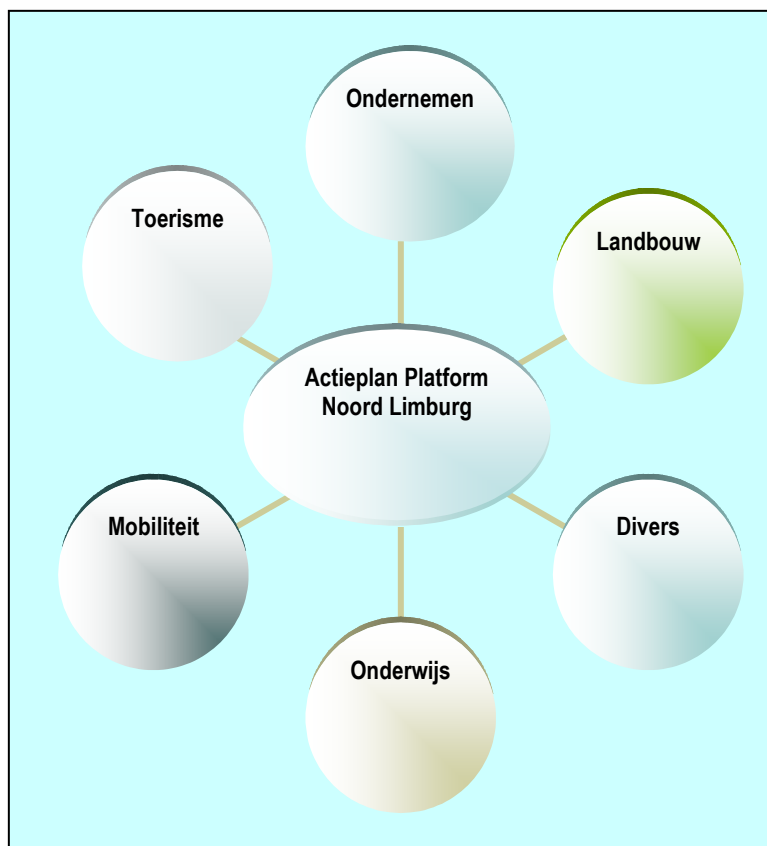 Ondernemen
Toerisme
Landbouw
Actieplan Platform
Noord Limburg
Mobiliteit
Divers
Onderwijs